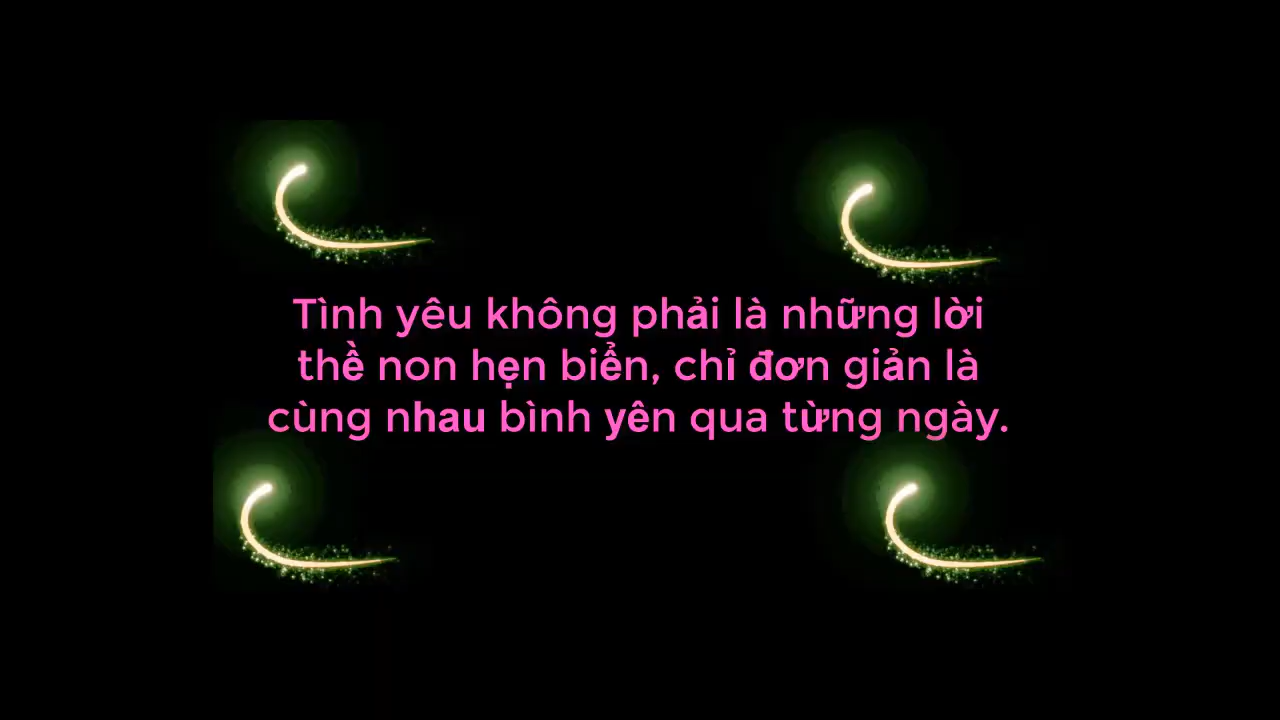 Tình yêu không phải là những lời
thề non hẹn biển, chỉ đơn giản là
cùng nhau bình yên qua từng ngày.